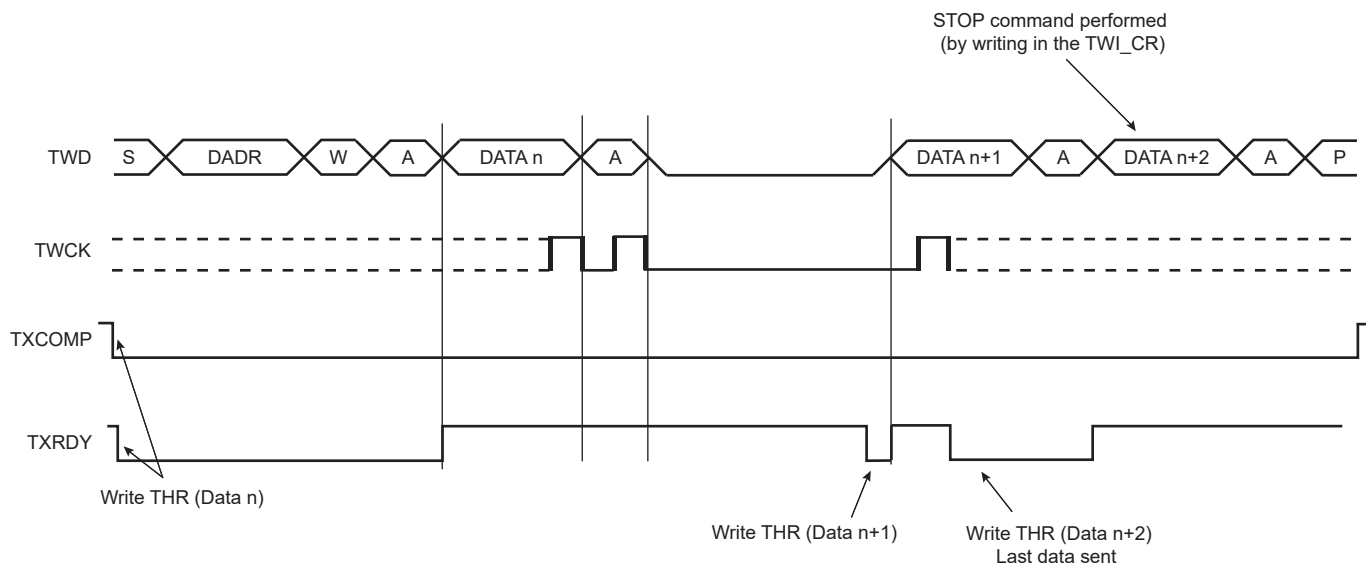 STOP command performed
(by writing in the TWI_CR)
TWD S DADR W A DATA n A DATA n+1 A DATA n+2 A P
TWCK
TXCOMP
TXRDY
Write THR (Data n)
Write THR (Data n+1)
Write THR (Data n+2)
Last data sent